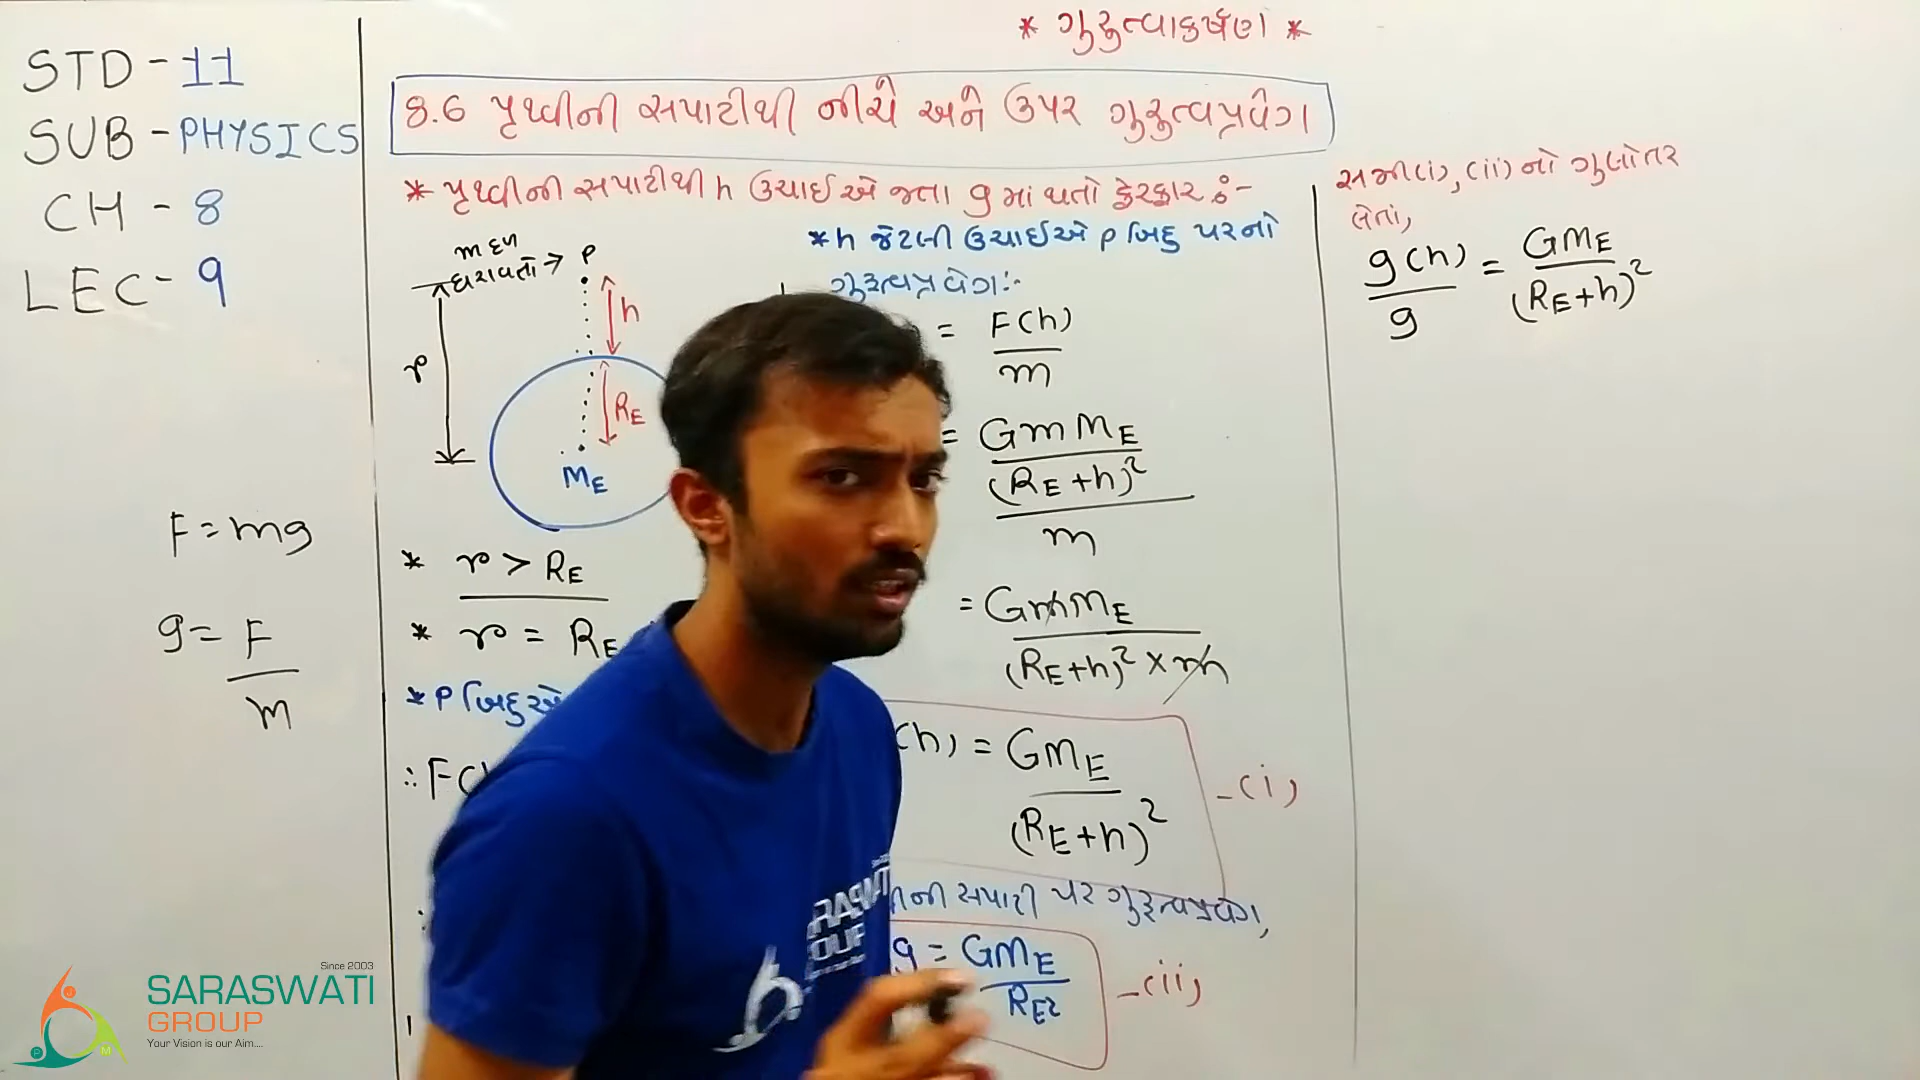 STD - 11
SUB - PHYSICS
CH - 8
LEC - 9
F = mg
g = F
m
* ગુરુત્વાકર્ષણ *
8.6 પૃથ્વીની સપાટીથી નીચે અને ઉપર ગુરુત્વપ્રવેગ
* પૃથ્વીની સપાટીથી h ઉંચાઈએ જતા g માં થતો ફેરફાર :-
m દળ
ધરાવતો → P
h
r
RE
ME
* r > RE
* r = RE
* P બિંદુએ
∴ F(
* h જેટલી ઉંચાઈએ P બિંદુ પરનો
ગુરુત્વપ્રવેગ :-
= F(h)
m
= GmME
(RE+h)²
m
= GmME
(RE+h)² × m
(h) = GME
(RE+h)²
-(i)
ની સપાટી પર ગુરુત્વપ્રવેગ,
g = GME
RE2
-(ii)
સમી(i), (ii) નો ગુણોતર
લેતાં,
g(h) = GME
g (RE+h)²
Since 2003
SARASWATI
GROUP
Your Vision is our Aim....
P M